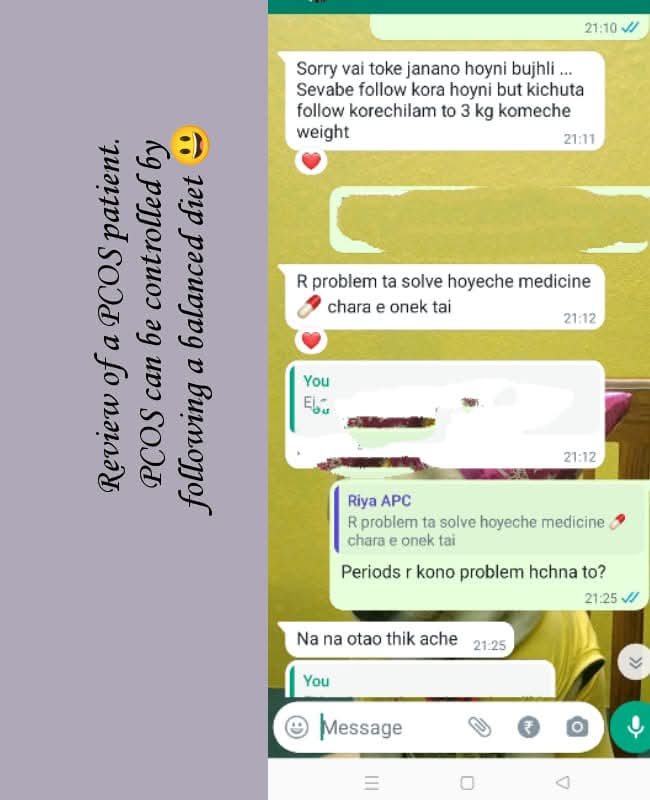 Review of a PCOS patient.
PCOS can be controlled by
following a balanced diet 😃
21:10
Sorry vai toke janano hoyni bujhli ...
Sevabe follow kora hoyni but kichuta
follow korechilam to 3 kg komeche
weight
21:11
R problem ta solve hoyeche medicine
💊 chara e onek tai
21:12
You
21:12
Riya APC
R problem ta solve hoyeche medicine 💊
chara e onek tai
Periods r kono problem hchna to?
21:25
Na na otao thik ache
21:25
You
Message